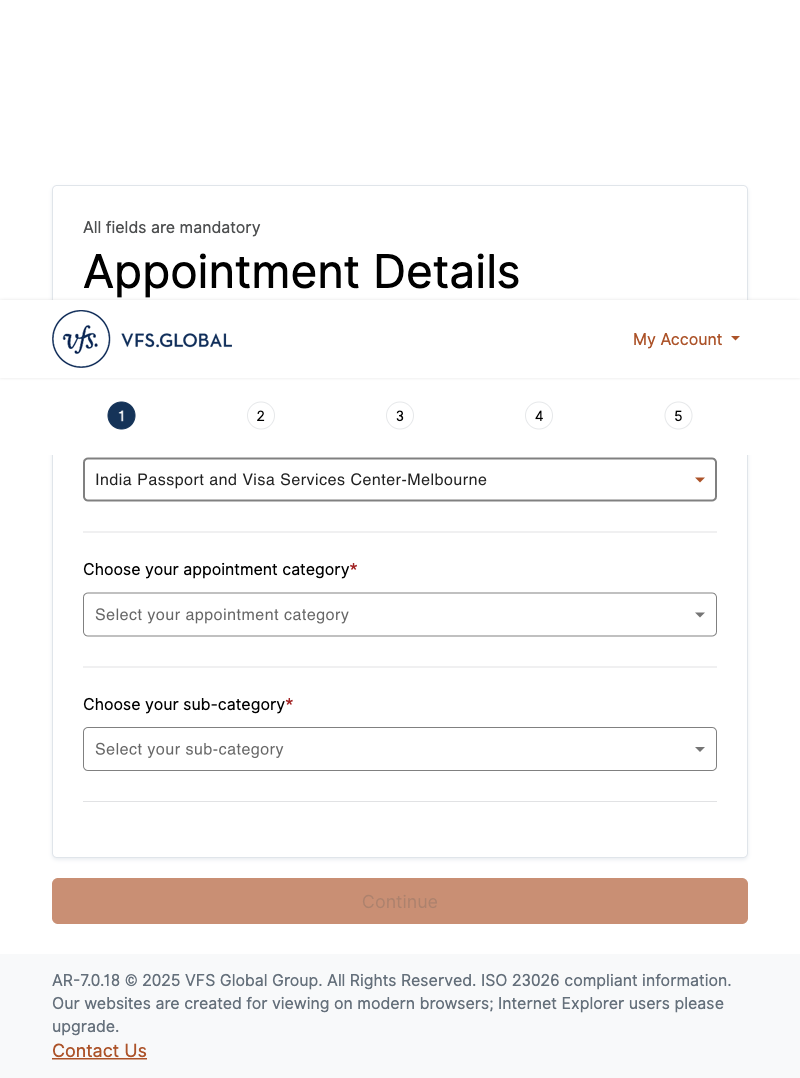 All fields are mandatory
Appointment Details
vfs. VFS.GLOBAL
My Account
1 2 3 4 5
India Passport and Visa Services Center-Melbourne
Choose your appointment category*
Select your appointment category
Choose your sub-category*
Select your sub-category
Continue
AR-7.0.18 © 2025 VFS Global Group. All Rights Reserved. ISO 23026 compliant information.
Our websites are created for viewing on modern browsers; Internet Explorer users please
upgrade.
Contact Us